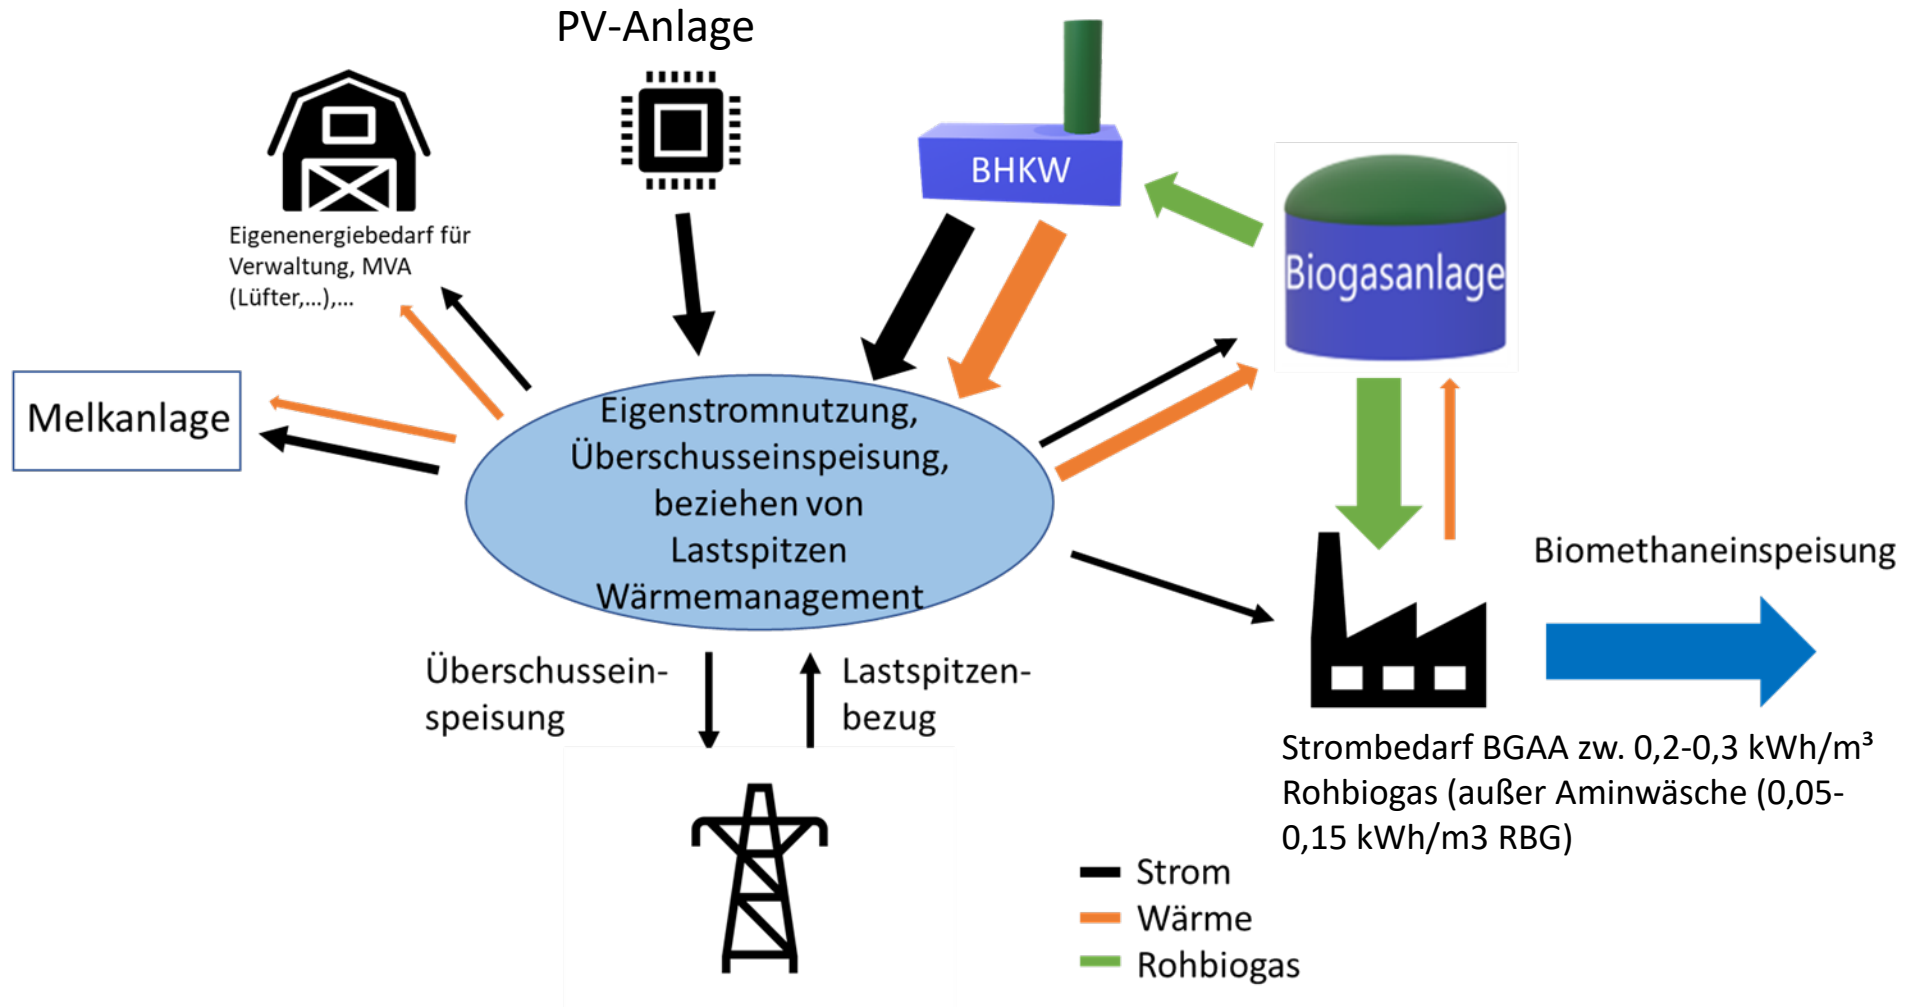 PV-Anlage
BHKW
Biogasanlage
Eigenenergiebedarf für
Verwaltung, MVA
(Lüfter,...),...
Melkanlage
Eigenstromnutzung,
Überschusseinspeisung,
beziehen von
Lastspitzen
Wärmemanagement
Biomethaneinspeisung
Überschussein-
speisung
Lastspitzen-
bezug
Strombedarf BGAA zw. 0,2-0,3 kWh/m³
Rohbiogas (außer Aminwäsche (0,05-
0,15 kWh/m3 RBG)
Strom
Wärme
Rohbiogas